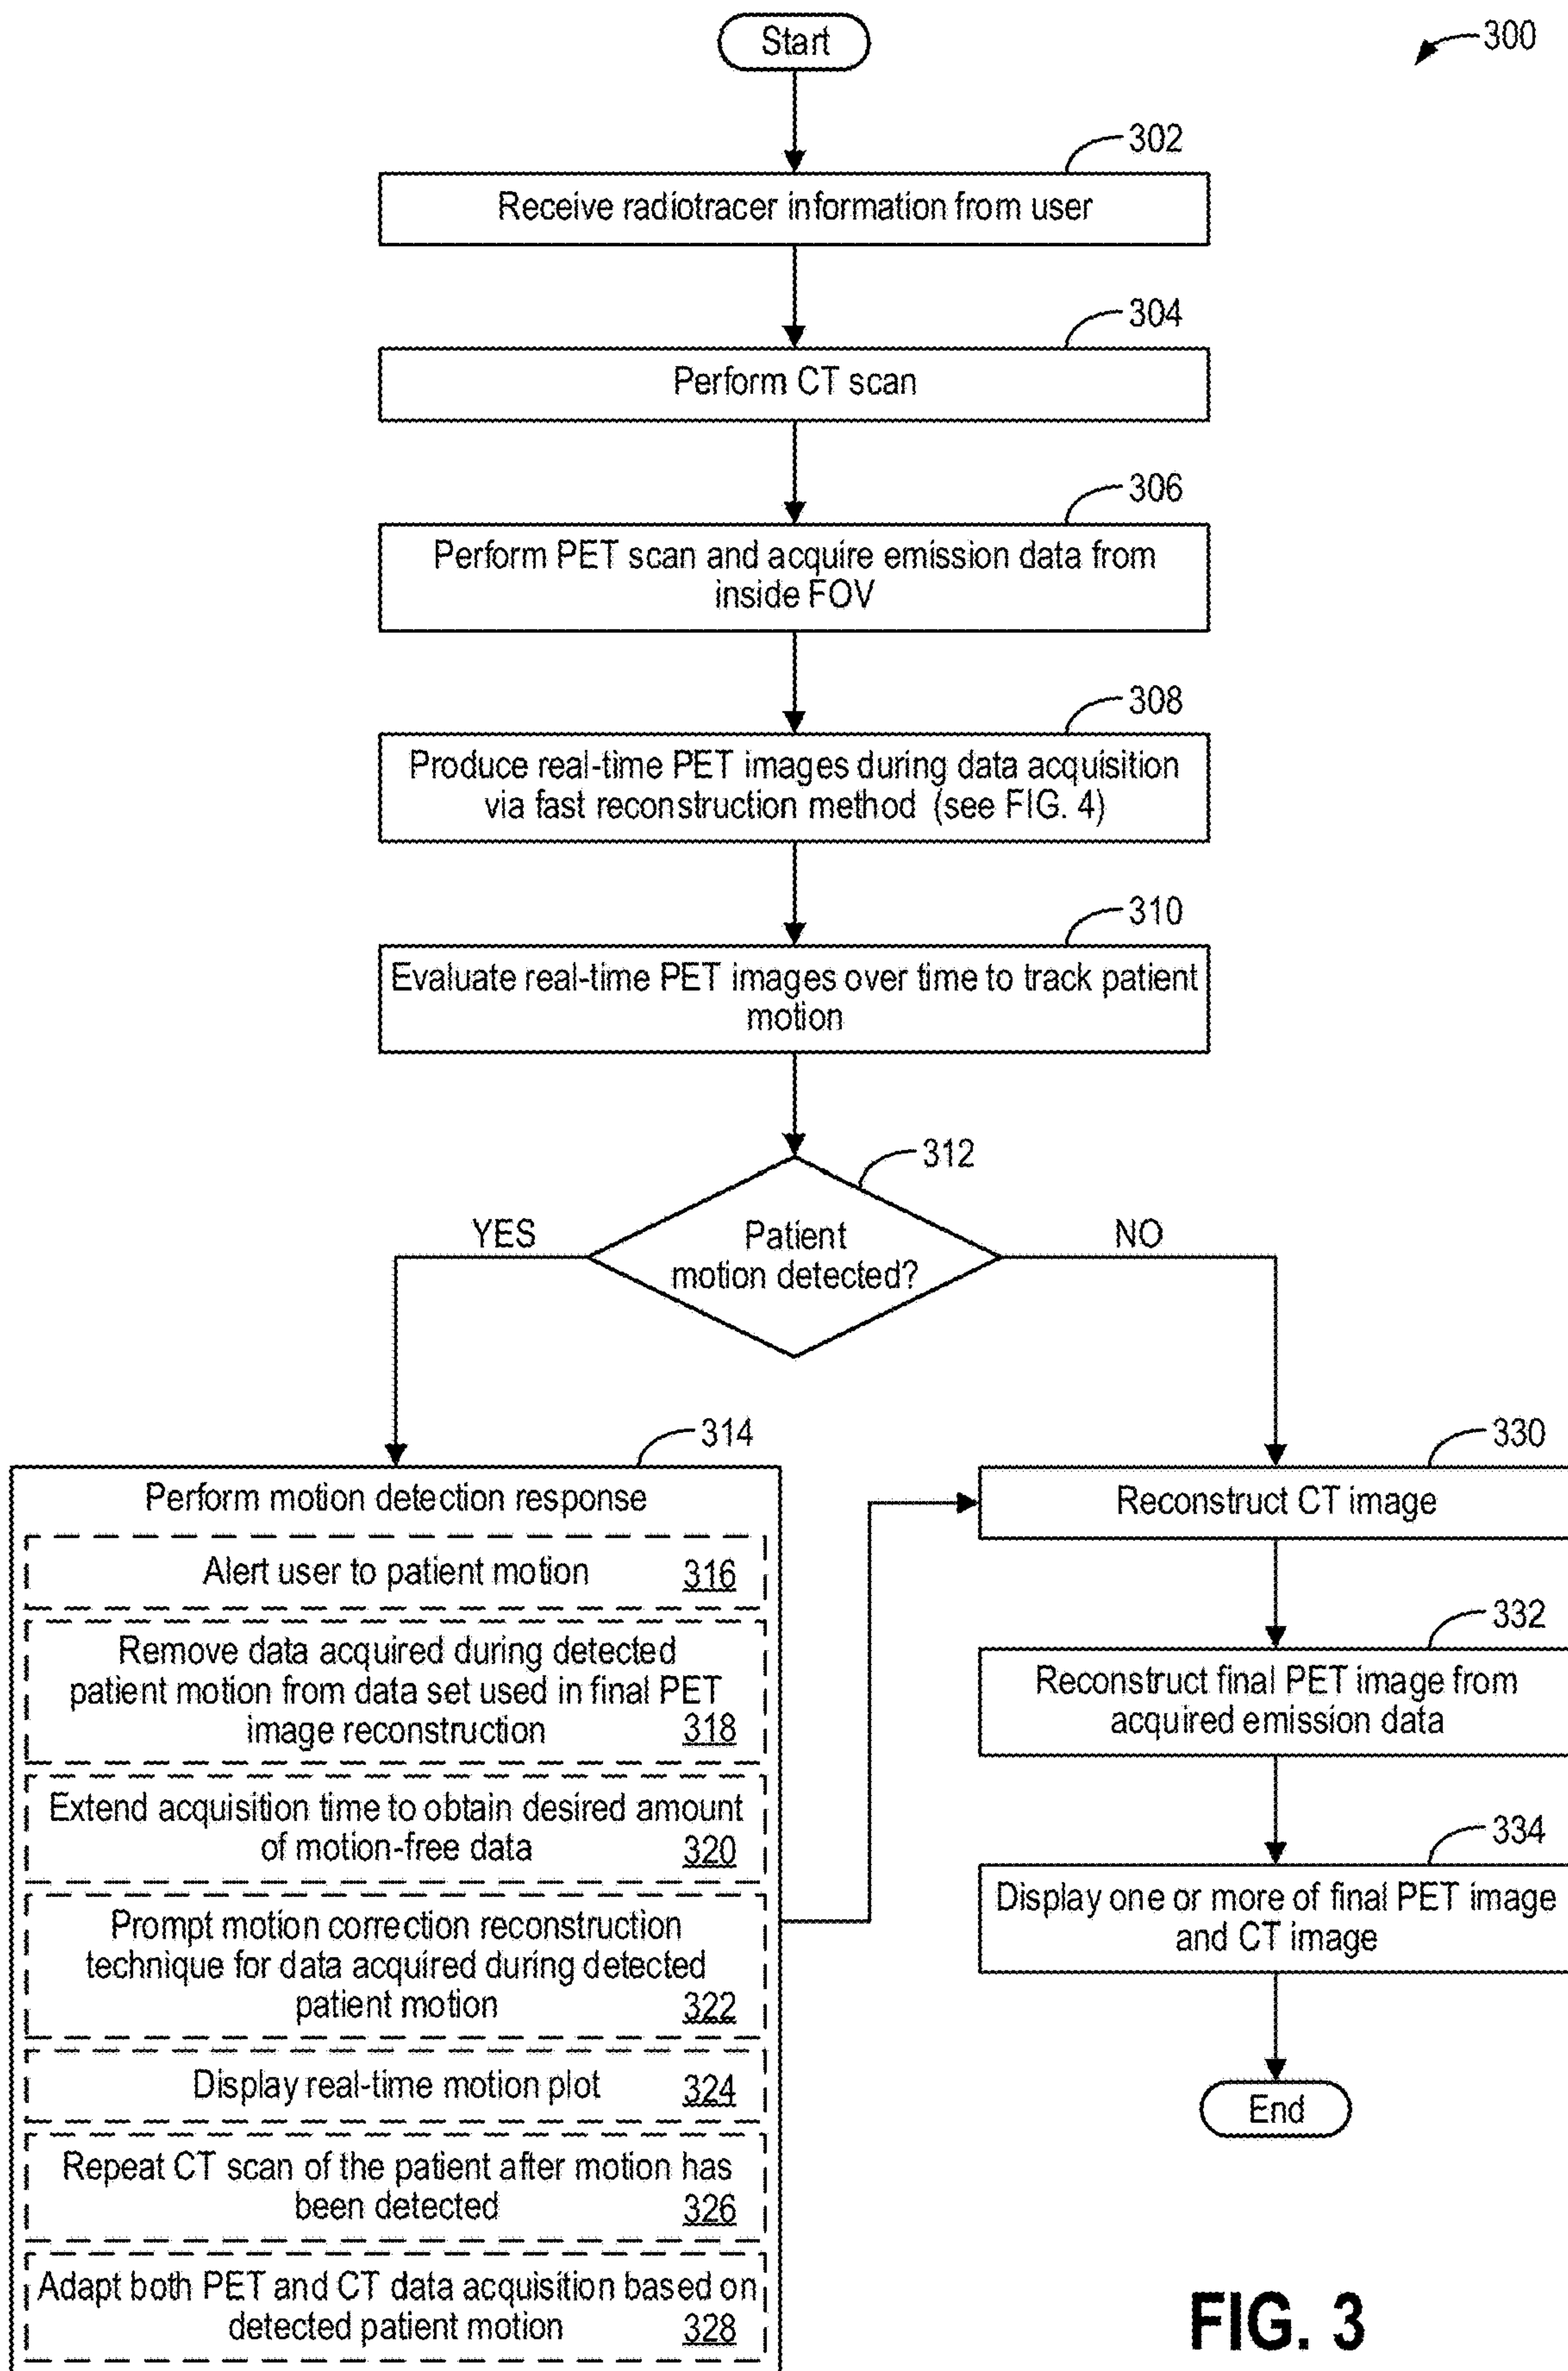 Start
300
302
Receive radiotracer information from user
304
Perform CT scan
306
Perform PET scan and acquire emission data from
inside FOV
308
Produce real-time PET images during data acquisition
via fast reconstruction method (see FIG. 4)
310
Evaluate real-time PET images over time to track patient
motion
312
Patient
motion detected?
YES
NO
314
Perform motion detection response
Alert user to patient motion 316
Remove data acquired during detected
patient motion from data set used in final PET
image reconstruction 318
Extend acquisition time to obtain desired amount
of motion-free data 320
Prompt motion correction reconstruction
technique for data acquired during detected
patient motion 322
Display real-time motion plot 324
Repeat CT scan of the patient after motion has
been detected 326
Adapt both PET and CT data acquisition based on
detected patient motion 328
330
Reconstruct CT image
332
Reconstruct final PET image from
acquired emission data
334
Display one or more of final PET image
and CT image
End
FIG. 3